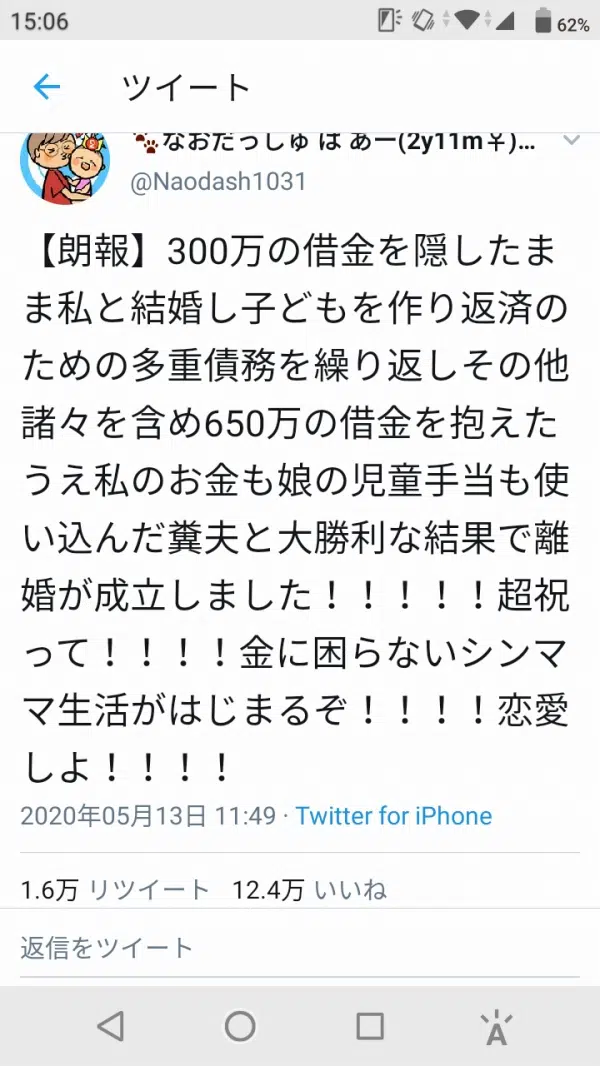 15:06
62%
ツイート
なおだっしゅ は あー(2y11m♀)...
@Naodash1031
【朗報】300万の借金を隠したま
ま私と結婚し子どもを作り返済の
ための多重債務を繰り返しその他
諸々を含め650万の借金を抱えた
うえ私のお金も娘の児童手当も使
い込んだ糞夫と大勝利な結果で離
婚が成立しました！！！！！超祝
って！！！！金に困らないシンマ
マ生活がはじまるぞ！！！！恋愛
しよ！！！！
2020年05月13日 11:49 · Twitter for iPhone
1.6万 リツイート 12.4万 いいね
返信をツイート
A